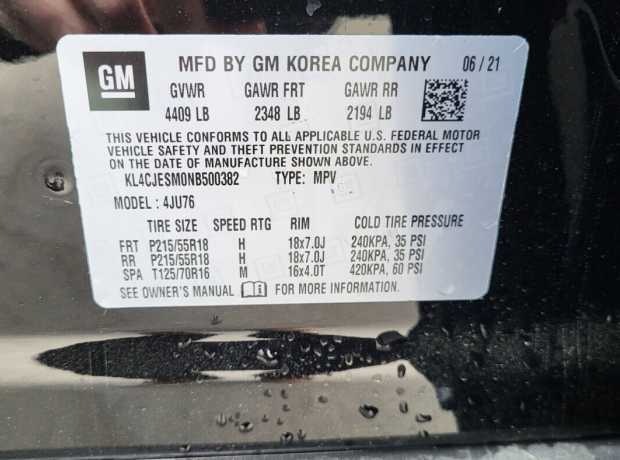 GM
MFD BY GM KOREA COMPANY 06 / 21
GVWR GAWR FRT GAWR RR
4409 LB 2348 LB 2194 LB
THIS VEHICLE CONFORMS TO ALL APPLICABLE U.S. FEDERAL MOTOR
VEHICLE SAFETY AND THEFT PREVENTION STANDARDS IN EFFECT
ON THE DATE OF MANUFACTURE SHOWN ABOVE.
KL4CJESM0NB500382 TYPE: MPV
MODEL : 4JU76
TIRE SIZE SPEED RTG RIM COLD TIRE PRESSURE
FRT P215/55R18 H 18x7.0J 240KPA, 35 PSI
RR P215/55R18 H 18x7.0J 240KPA, 35 PSI
SPA T125/70R16 M 16x4.0T 420KPA, 60 PSI
SEE OWNER'S MANUAL FOR MORE INFORMATION.